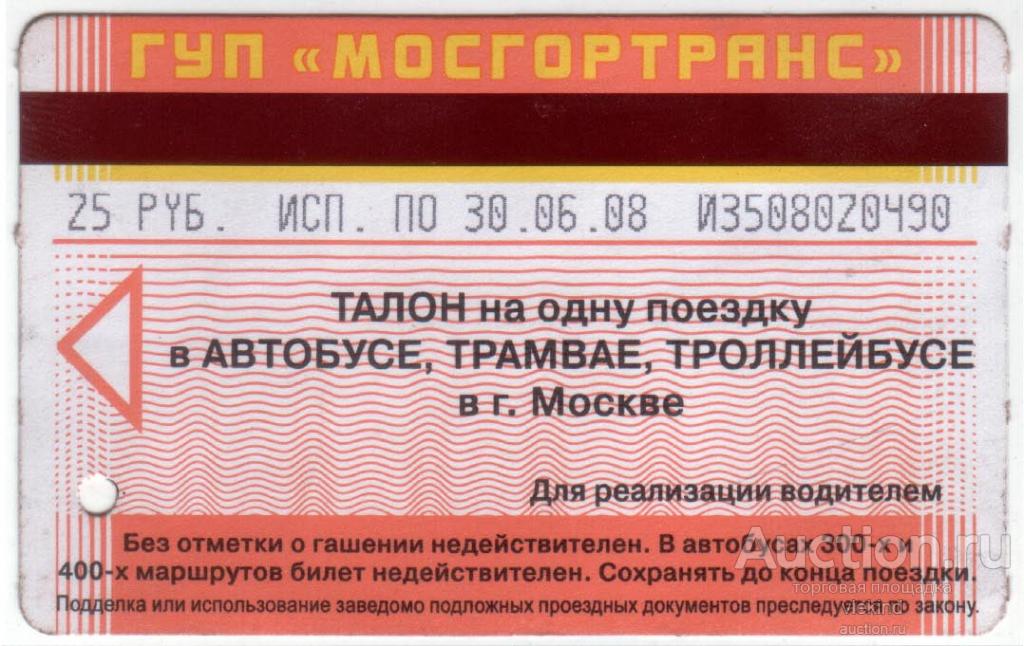 ГУП «МОСГОРТРАНС»
25 РУБ. ИСП. ПО 30.06.08 И3508020490
ТАЛОН на одну поездку
в АВТОБУСЕ, ТРАМВАЕ, ТРОЛЛЕЙБУСЕ
в г. Москве
Для реализации водителем
Без отметки о гашении недействителен. В автобусах 300-х и
400-х маршрутов билет недействителен. Сохранять до конца поездки.
Подделка или использование заведомо подложных проездных документов преследуется по закону.
Auction.ru
торговая площадка
auction.ru